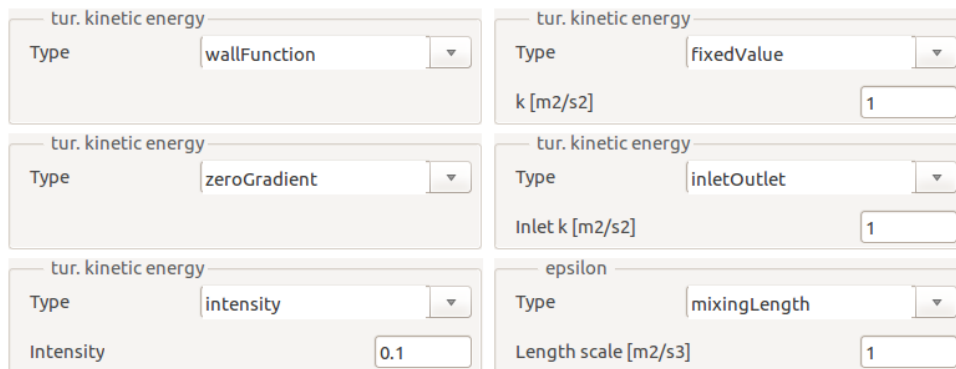 tur. kinetic energy
Type wallFunction
tur. kinetic energy
Type fixedValue
k [m2/s2] 1
tur. kinetic energy
Type zeroGradient
tur. kinetic energy
Type inletOutlet
Inlet k [m2/s2] 1
tur. kinetic energy
Type intensity
Intensity 0.1
epsilon
Type mixingLength
Length scale [m2/s3] 1